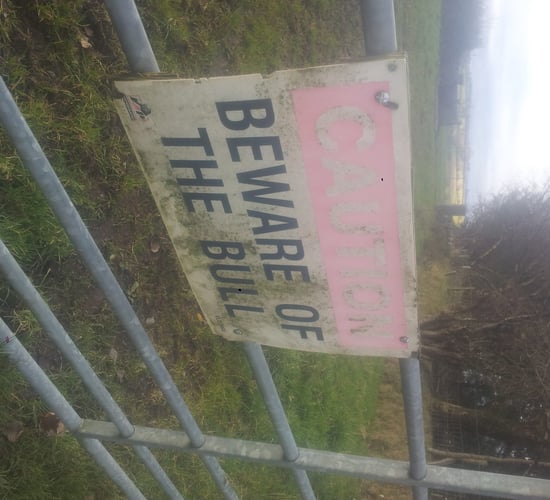 CAUTION
BEWARE OF
THE BULL